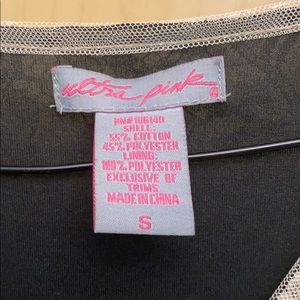 ultra pink
RN#106140
SHELL:
55% COTTON
45% POLYESTER
LINING:
100% POLYESTER
EXCLUSIVE OF
TRIMS
MADE IN CHINA
S